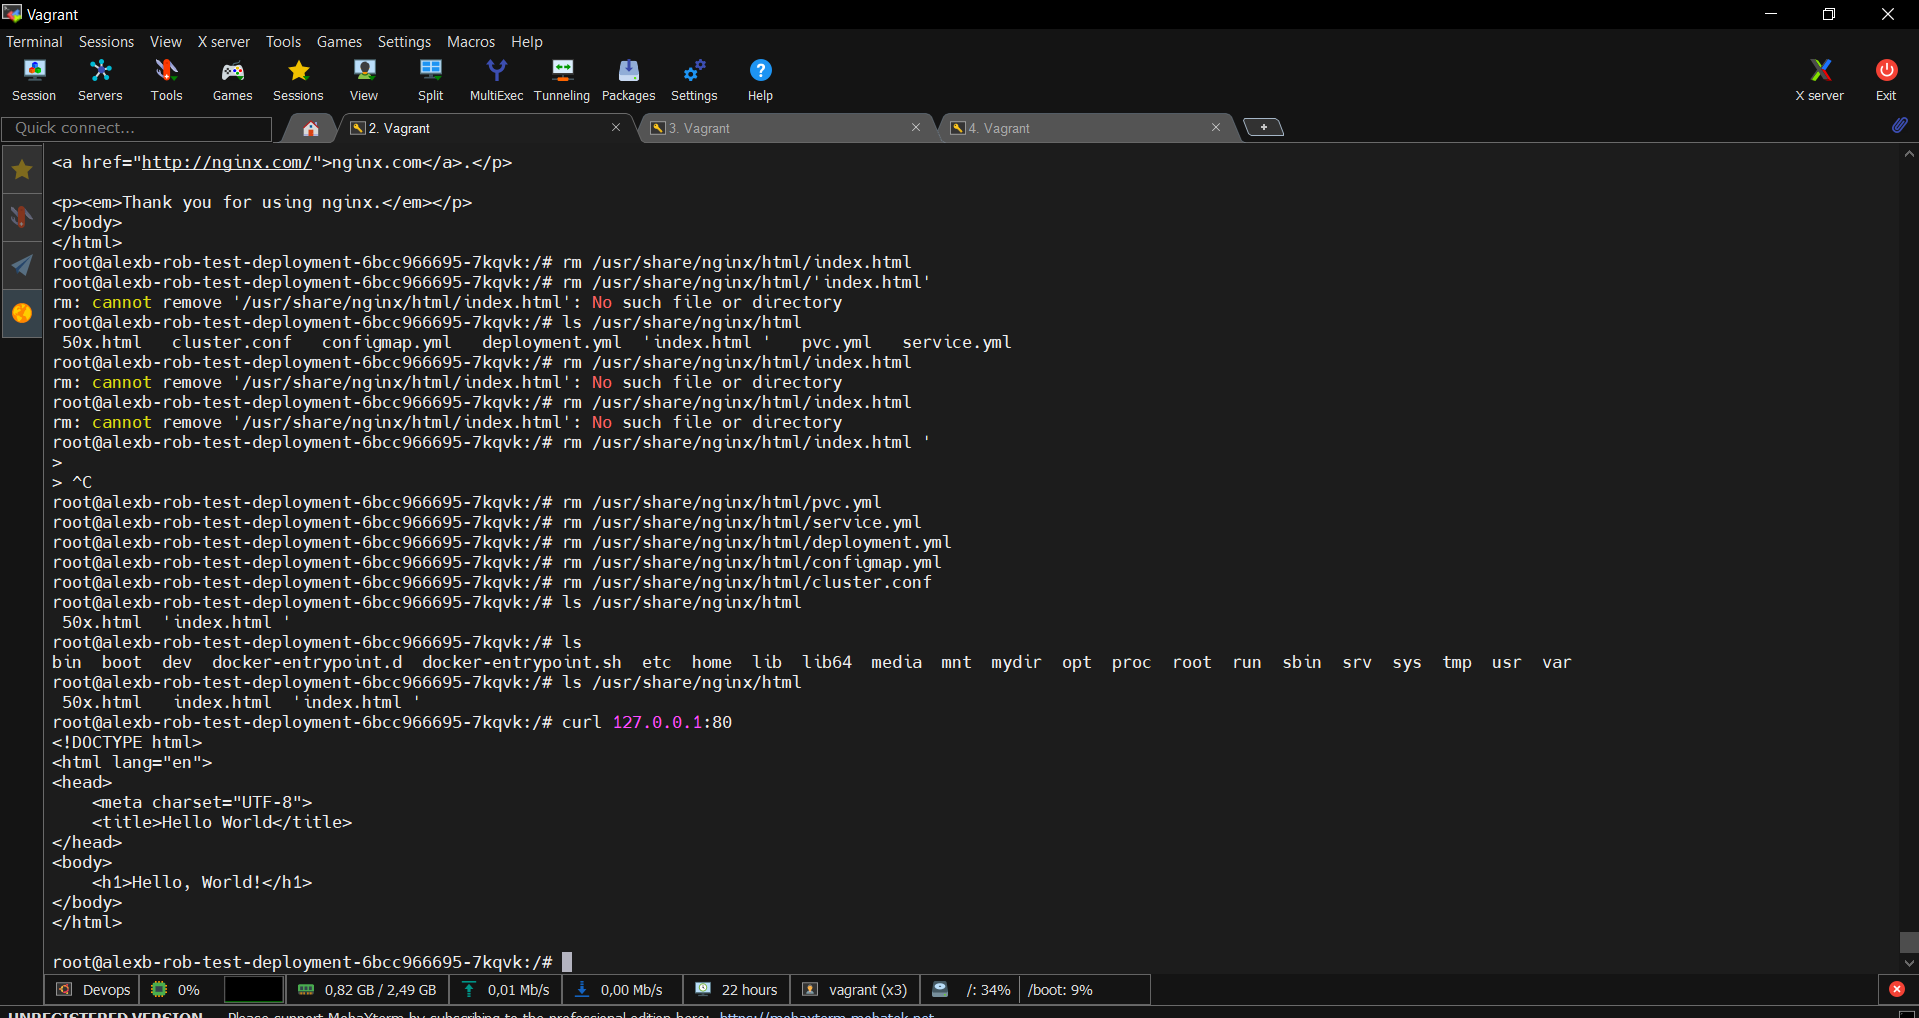 Vagrant
Terminal Sessions View X server Tools Games Settings Macros Help
Session Servers Tools Games Sessions View Split MultiExec Tunneling Packages Settings Help X server Exit
Quick connect... 2. Vagrant 3. Vagrant 4. Vagrant
<a href="http://nginx.com/">nginx.com</a>.</p>
<p><em>Thank you for using nginx.</em></p>
</body>
</html>
root@alexb-rob-test-deployment-6bcc966695-7kqvk:/# rm /usr/share/nginx/html/index.html
root@alexb-rob-test-deployment-6bcc966695-7kqvk:/# rm /usr/share/nginx/html/'index.html'
rm: cannot remove '/usr/share/nginx/html/index.html': No such file or directory
root@alexb-rob-test-deployment-6bcc966695-7kqvk:/# ls /usr/share/nginx/html
 50x.html   cluster.conf   configmap.yml   deployment.yml  'index.html '   pvc.yml   service.yml
root@alexb-rob-test-deployment-6bcc966695-7kqvk:/# rm /usr/share/nginx/html/index.html
rm: cannot remove '/usr/share/nginx/html/index.html': No such file or directory
root@alexb-rob-test-deployment-6bcc966695-7kqvk:/# rm /usr/share/nginx/html/index.html
rm: cannot remove '/usr/share/nginx/html/index.html': No such file or directory
root@alexb-rob-test-deployment-6bcc966695-7kqvk:/# rm /usr/share/nginx/html/index.html '
>
> ^C
root@alexb-rob-test-deployment-6bcc966695-7kqvk:/# rm /usr/share/nginx/html/pvc.yml
root@alexb-rob-test-deployment-6bcc966695-7kqvk:/# rm /usr/share/nginx/html/service.yml
root@alexb-rob-test-deployment-6bcc966695-7kqvk:/# rm /usr/share/nginx/html/deployment.yml
root@alexb-rob-test-deployment-6bcc966695-7kqvk:/# rm /usr/share/nginx/html/configmap.yml
root@alexb-rob-test-deployment-6bcc966695-7kqvk:/# rm /usr/share/nginx/html/cluster.conf
root@alexb-rob-test-deployment-6bcc966695-7kqvk:/# ls /usr/share/nginx/html
 50x.html  'index.html '
root@alexb-rob-test-deployment-6bcc966695-7kqvk:/# ls
bin  boot  dev  docker-entrypoint.d  docker-entrypoint.sh  etc  home  lib  lib64  media  mnt  mydir  opt  proc  root  run  sbin  srv  sys  tmp  usr  var
root@alexb-rob-test-deployment-6bcc966695-7kqvk:/# ls /usr/share/nginx/html
 50x.html   index.html  'index.html '
root@alexb-rob-test-deployment-6bcc966695-7kqvk:/# curl 127.0.0.1:80
<!DOCTYPE html>
<html lang="en">
<head>
    <meta charset="UTF-8">
    <title>Hello World</title>
</head>
<body>
    <h1>Hello, World!</h1>
</body>
</html>
root@alexb-rob-test-deployment-6bcc966695-7kqvk:/#
Devops 0% 0,82 GB / 2,49 GB 0,01 Mb/s 0,00 Mb/s 22 hours vagrant (x3) /: 34% /boot: 9%
UNREGISTERED VERSION - Please support MobaXterm by subscribing to the professional edition here: https://mobaxterm.mobatek.net